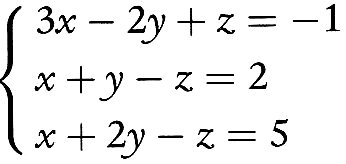 3x − 2y + z = −1
x + y − z = 2
x + 2y − z = 5